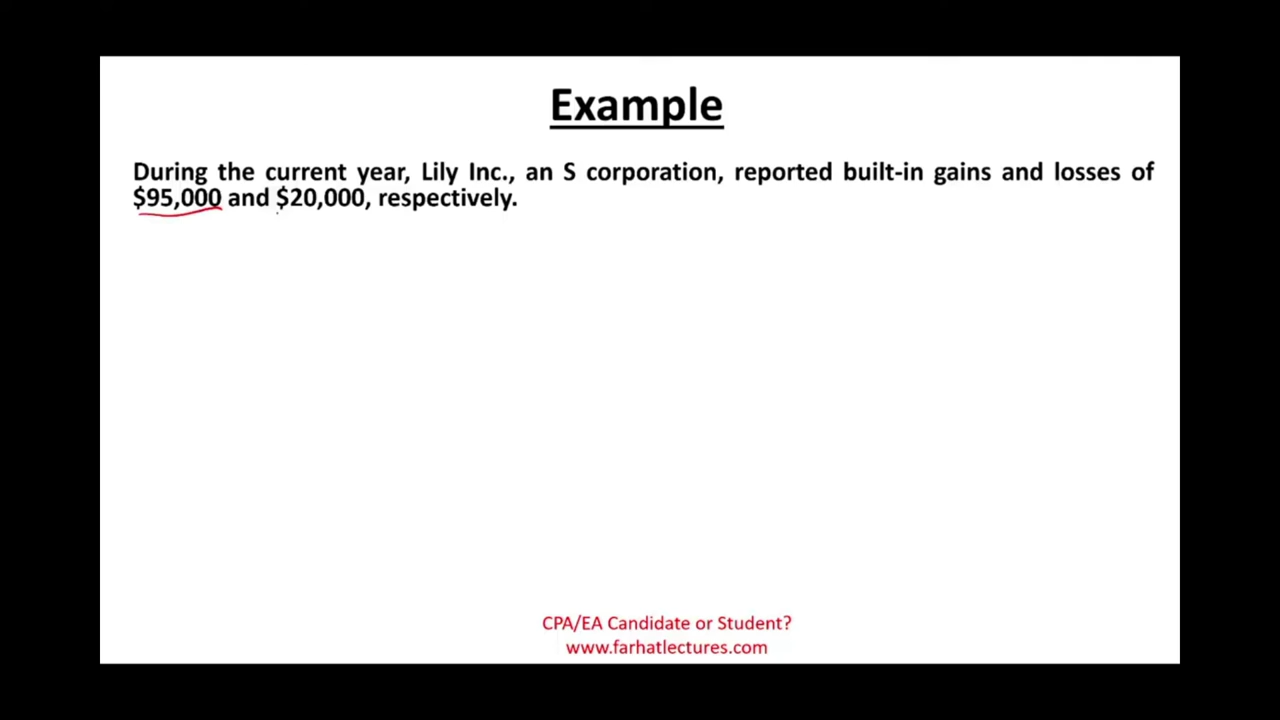 Example
During the current year, Lily Inc., an S corporation, reported built-in gains and losses of
$95,000 and $20,000, respectively.
CPA/EA Candidate or Student?
www.farhatlectures.com